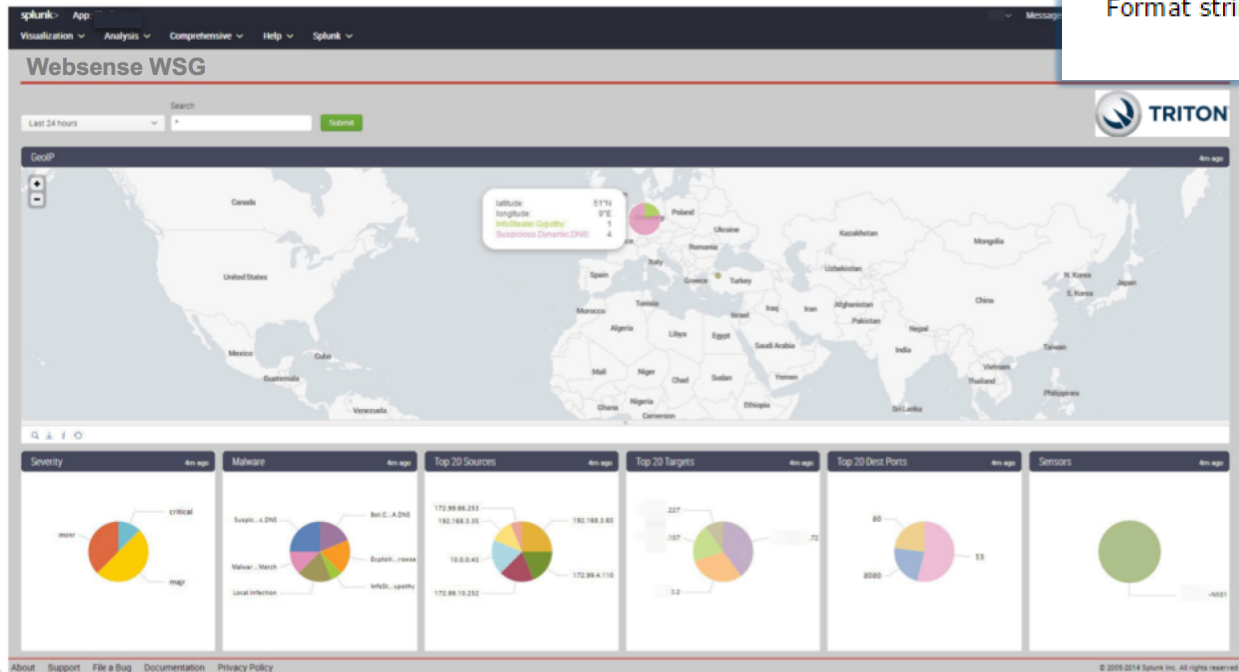 splunk> App:
Message
Format stri
Visualization Analysis Comprehensive Help Splunk
Websense WSG
Search
Last 24 hours * Submit
TRITON
GeoIP 4m ago
+
-
latitude: 51°N
longitude: 9°E
InfoStealer.Gypothy: 1
Suspicious.Dynamic.DNS: 4
Canada
Germany
Poland
Ukraine
Kazakhstan
Mongolia
Romania
United States
Italy
Uzbekistan
Spain
Greece
Turkey
N. Korea
Japan
S. Korea
China
Tunisia
Afghanistan
Morocco
Iraq
Iran
Israel
Pakistan
Algeria
Libya
Egypt
Nepal
Saudi Arabia
Mexico
Cuba
India
Taiwan
Guatemala
Mali
Niger
Chad
Sudan
Yemen
Vietnam
Thailand
Philippines
Venezuela
Ghana
Nigeria
Cameroon
Ethiopia
Sri Lanka
Severity 4m ago
critical
minr
majr
Malware 4m ago
Suspic...c.DNS
Bot.C...A.DNS
Malwar...Match
Exploit...rowse
Local Infection
InfoSt...ypothy
Top 20 Sources 4m ago
172.99.66.253
192.168.3.35
192.168.3.65
10.0.0.43
172.99.4.110
172.99.10.252
Top 20 Targets 4m ago
.227
.107
.72
3.2
Top 20 Dest Ports 4m ago
80
53
8080
Sensors 4m ago
-NX01
About Support File a Bug Documentation Privacy Policy
© 2005-2014 Splunk Inc. All rights reserved